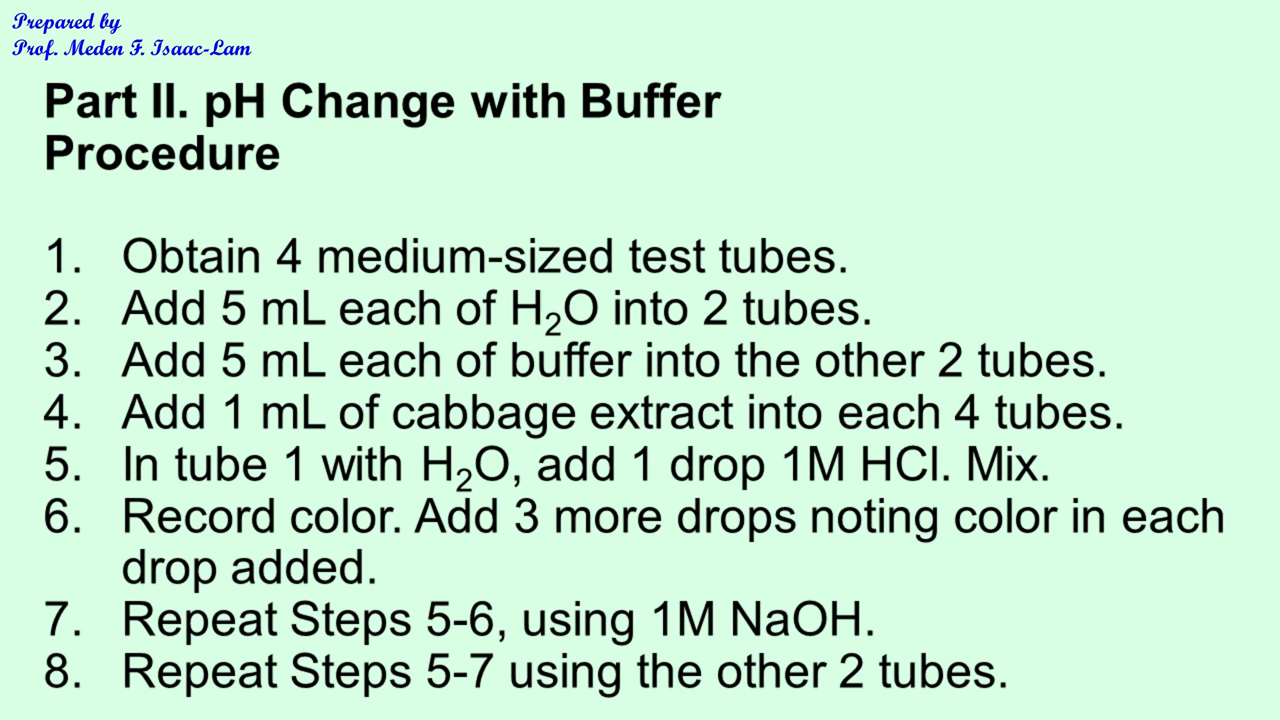 Prepared by
Prof. Meden F. Isaac-Lam
Part II. pH Change with Buffer
Procedure
1. Obtain 4 medium-sized test tubes.
2. Add 5 mL each of H₂O into 2 tubes.
3. Add 5 mL each of buffer into the other 2 tubes.
4. Add 1 mL of cabbage extract into each 4 tubes.
5. In tube 1 with H₂O, add 1 drop 1M HCl. Mix.
6. Record color. Add 3 more drops noting color in each
drop added.
7. Repeat Steps 5-6, using 1M NaOH.
8. Repeat Steps 5-7 using the other 2 tubes.